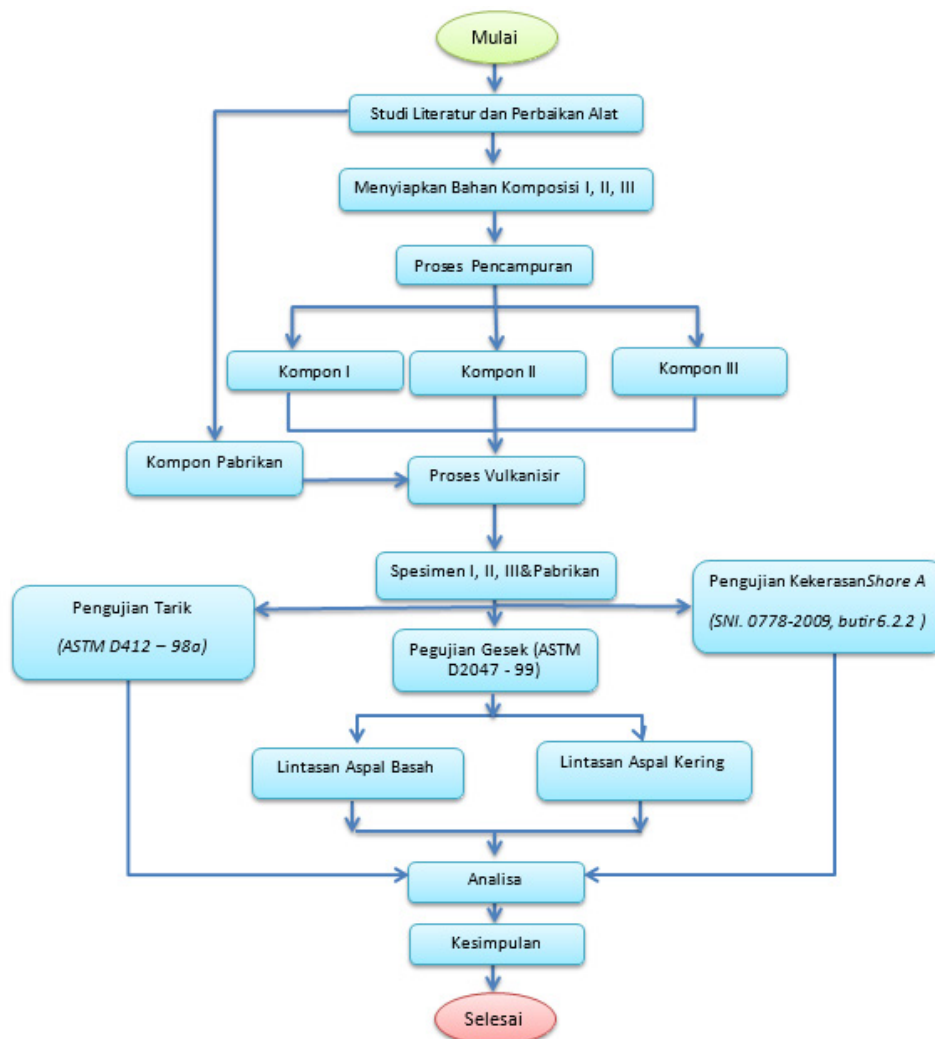 Mulai
Studi Literatur dan Perbaikan Alat
Menyiapkan Bahan Komposisi I, II, III
Proses Pencampuran
Kompon I
Kompon II
Kompon III
Kompon Pabrikan
Proses Vulkanisir
Spesimen I, II, III&Pabrikan
Pengujian Tarik
(ASTM D412 – 98a)
Pengujian KekerasanShore A
(SNI. 0778-2009, butir 6.2.2 )
Pegujian Gesek (ASTM
D2047 - 99)
Lintasan Aspal Basah
Lintasan Aspal Kering
Analisa
Kesimpulan
Selesai